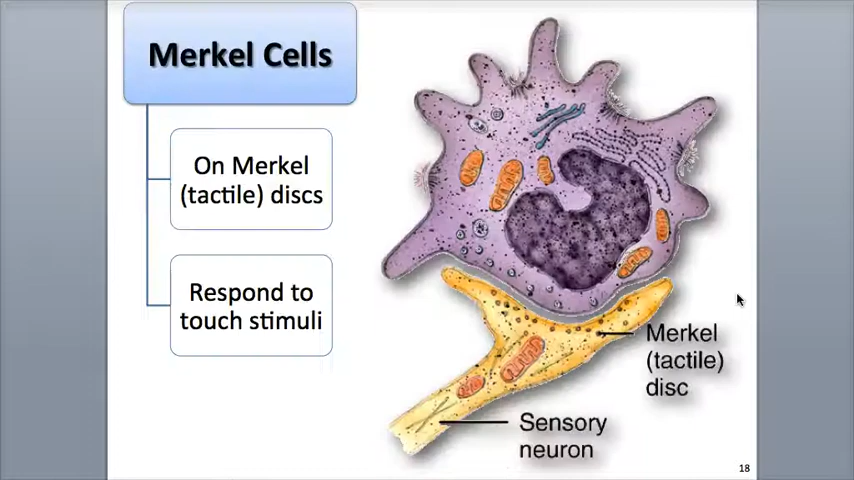 Merkel Cells
On Merkel
(tactile) discs
Respond to
touch stimuli
Merkel
(tactile)
disc
Sensory
neuron
18